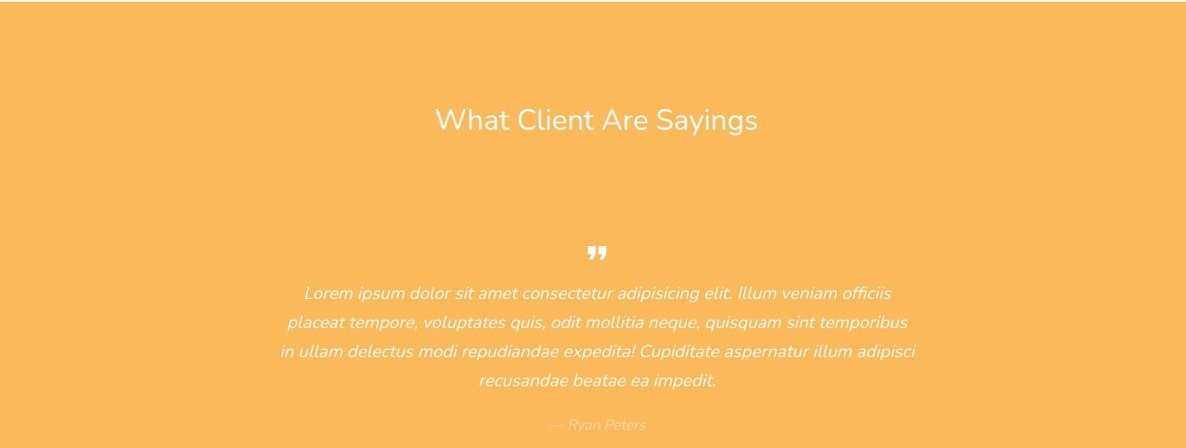 What Client Are Sayings
❞
Lorem ipsum dolor sit amet consectetur adipisicing elit. Illum veniam officiis
placeat tempore, voluptates quis, odit mollitia neque, quisquam sint temporibus
in ullam delectus modi repudiandae expedita! Cupiditate aspernatur illum adipisci
recusandae beatae ea impedit.
— Ryan Peters